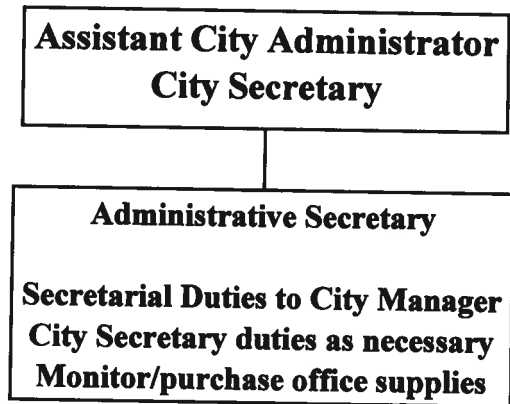 Assistant City Administrator
City Secretary
Administrative Secretary
Secretarial Duties to City Manager
City Secretary duties as necessary
Monitor/purchase office supplies